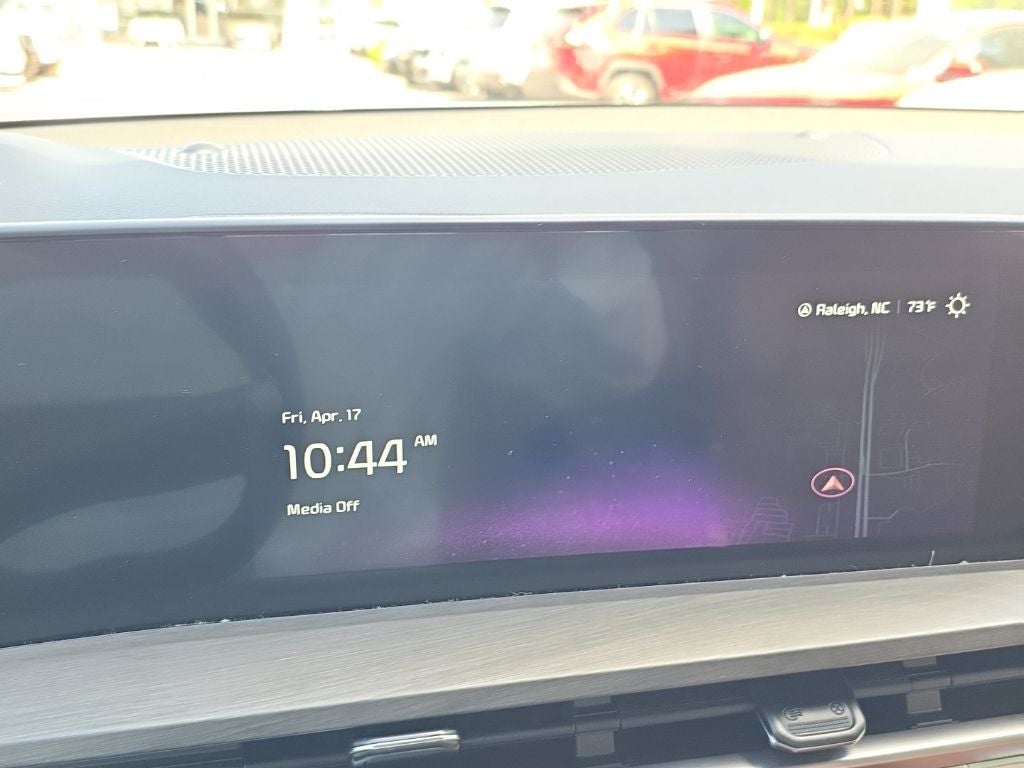 Raleigh, NC | 73°F
Fri, Apr. 17
10:44 AM
Media Off